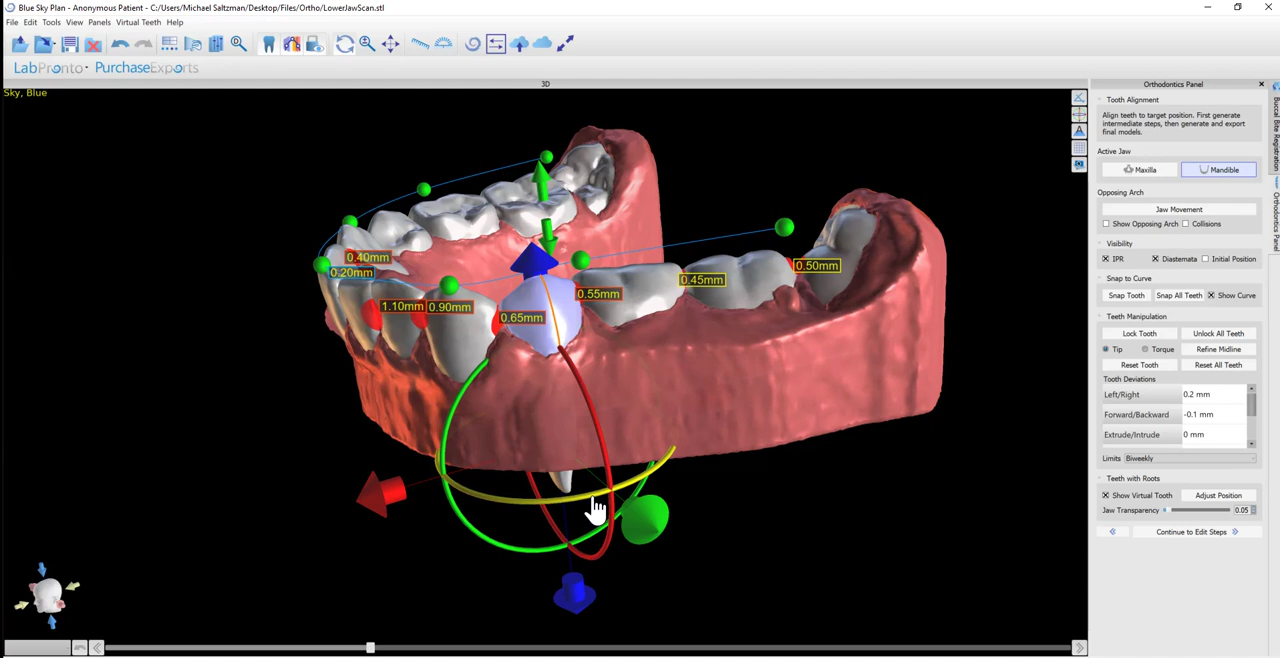 Blue Sky Plan - Anonymous Patient - C:/Users/Michael Saltzman/Desktop/Files/Ortho/LowerJawScan.stl
File Edit Tools View Panels Virtual Teeth Help
LabPronto PurchaseExports
3D
Sky, Blue
0.40mm
0.20mm
1.10mm
0.90mm
0.65mm
0.55mm
0.45mm
0.50mm
Orthodontics Panel
Tooth Alignment
Align teeth to target position. First generate
intermediate steps, then generate and export
final models.
Active Jaw
Maxilla
Mandible
Opposing Arch
Jaw Movement
Show Opposing Arch
Collisions
Visibility
IPR
Diastemata
Initial Position
Snap to Curve
Snap Tooth
Snap All Teeth
Show Curve
Teeth Manipulation
Lock Tooth
Unlock All Teeth
Tip
Torque
Refine Midline
Reset Tooth
Reset All Teeth
Tooth Deviations
Left/Right 0.2 mm
Forward/Backward -0.1 mm
Extrude/Intrude 0 mm
Limits Biweekly
Teeth with Roots
Show Virtual Tooth
Adjust Position
Jaw Transparency 0.05
Continue to Edit Steps
Buccal Bite Registration
Orthodontics Panel